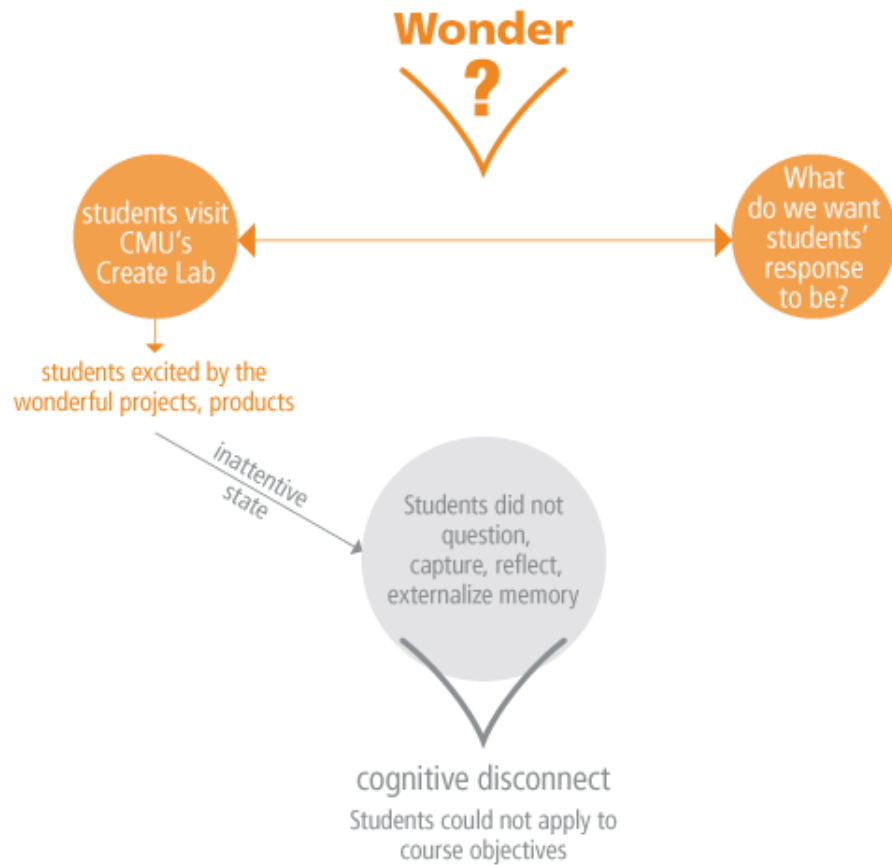 Wonder
?
students visit
CMU's
Create Lab
What
do we want
students'
response
to be?
students excited by the
wonderful projects, products
inattentive
state
Students did not
question,
capture, reflect,
externalize memory
cognitive disconnect
Students could not apply to
course objectives